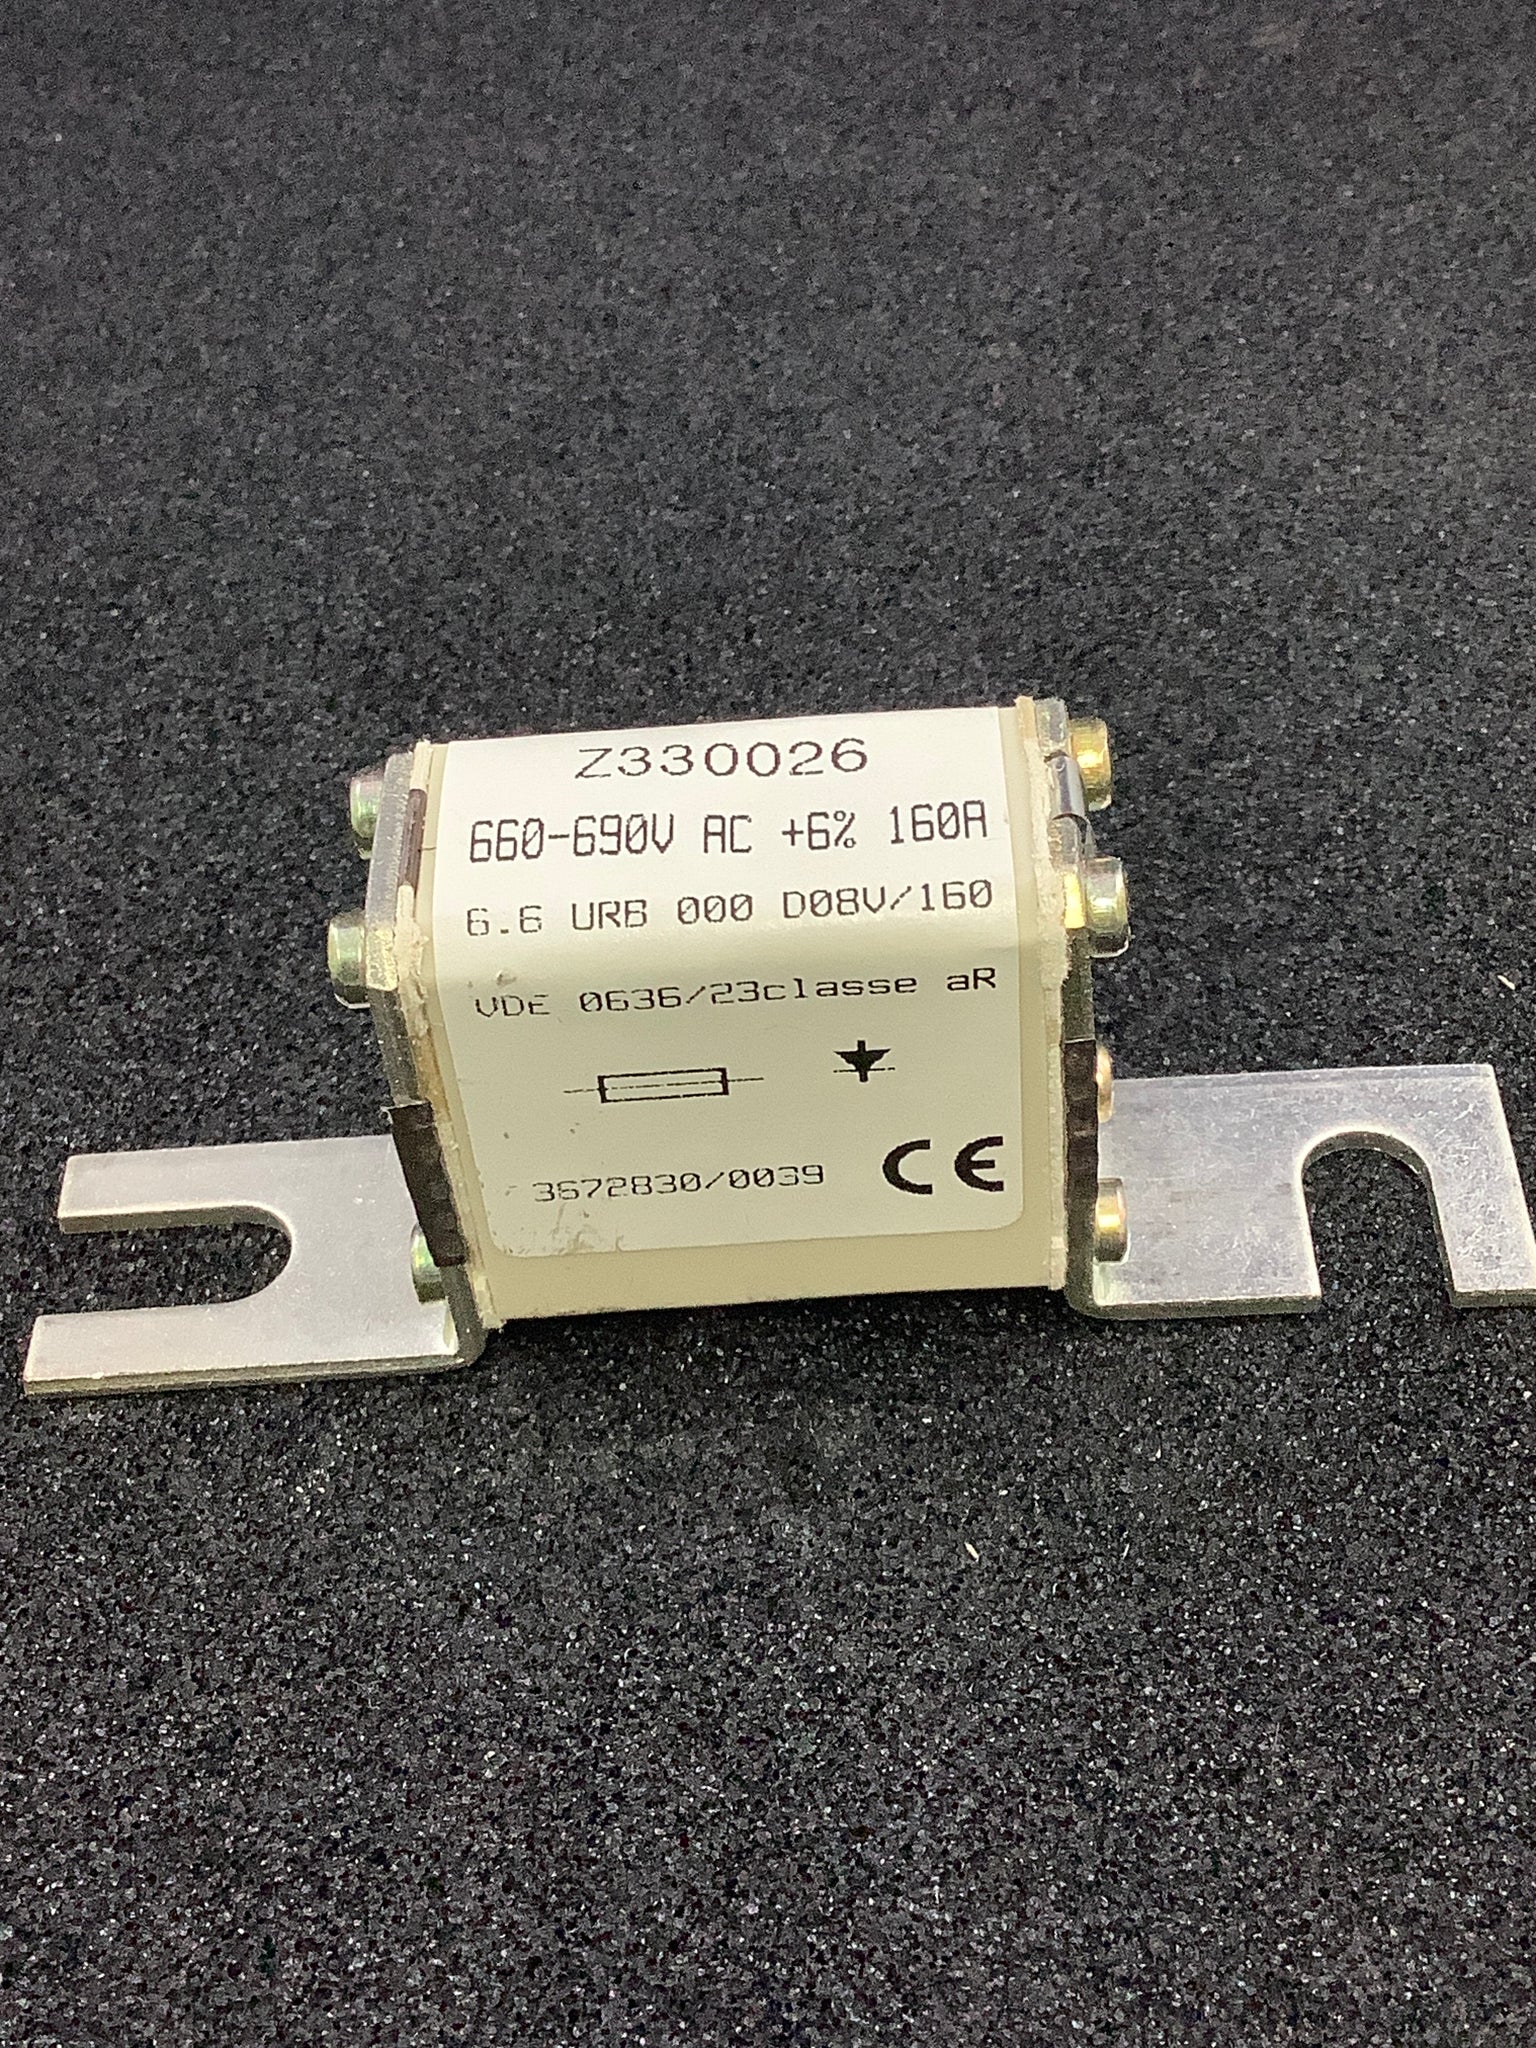 Z330026
660-690V AC +6% 160A
6.6 URB 000 D08V/160
VDE 0636/23classe aR
3672830/0039
CE